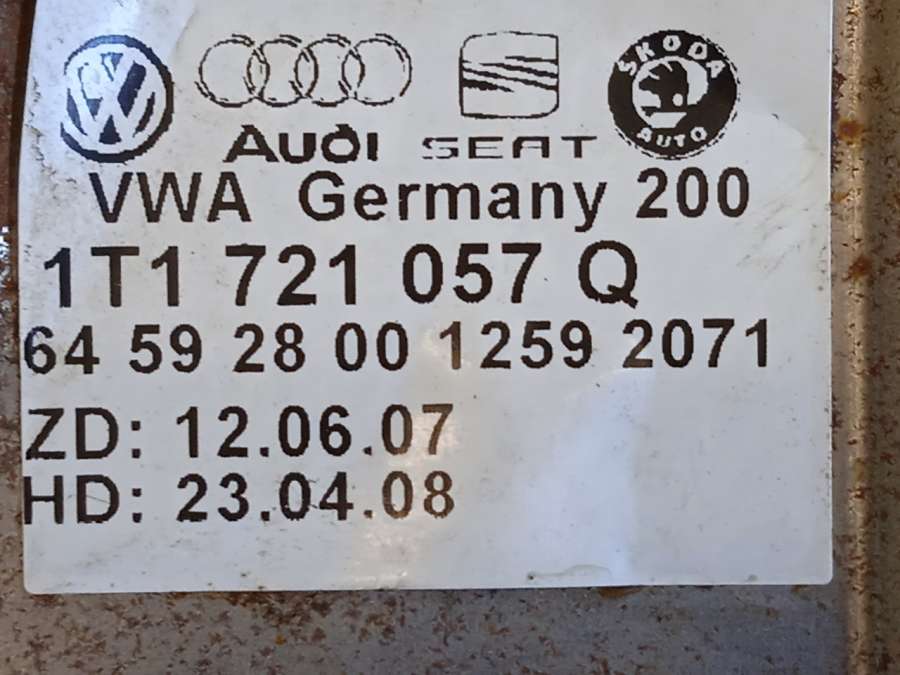 AUDI SEAT ŠKODA AUTO
VWA Germany 200
1T1 721 057 Q
64 59 28 00 1259 2071
ZD: 12.06.07
HD: 23.04.08